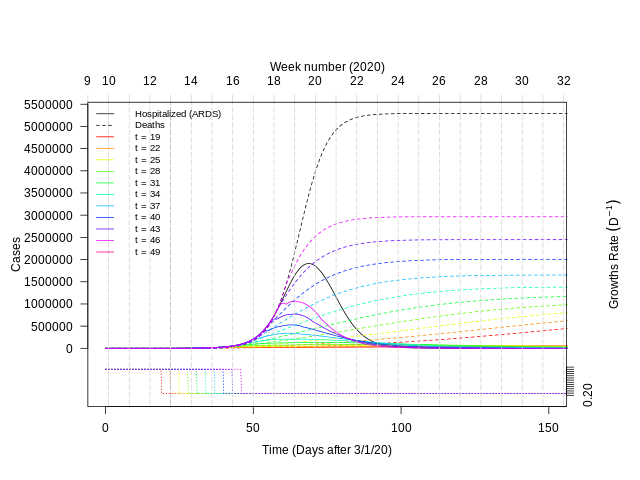 Week number (2020)
9 10 12 14 16 18 20 22 24 26 28 30 32
5500000
5000000
4500000
4000000
3500000
3000000
2500000
2000000
1500000
1000000
500000
0
Cases
Hospitalized (ARDS)
Deaths
t = 19
t = 22
t = 25
t = 28
t = 31
t = 34
t = 37
t = 40
t = 43
t = 46
t = 49
Growths Rate (D⁻¹)
0.20
0 50 100 150
Time (Days after 3/1/20)